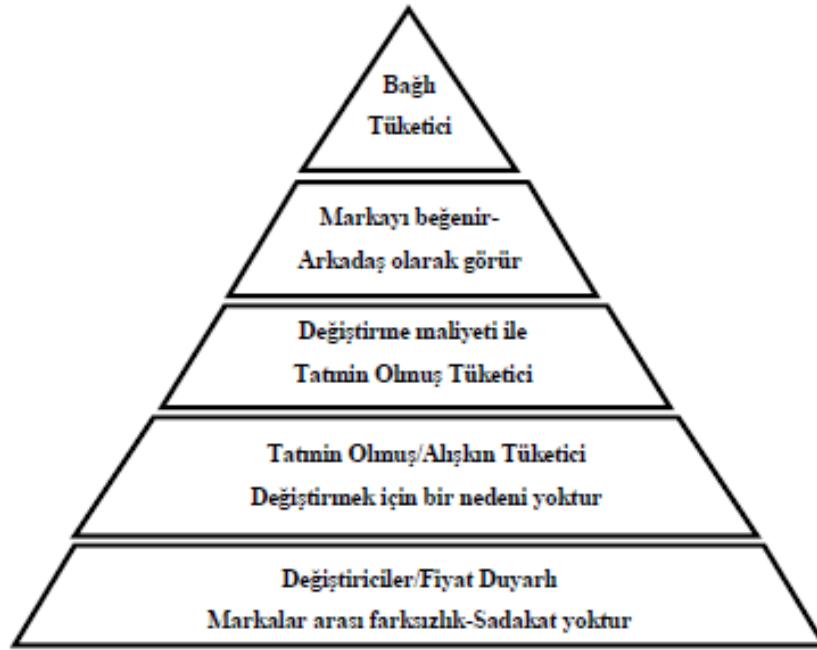 Bağlı
Tüketici
Markayı beğenir-
Arkadaş olarak görür
Değiştirme maliyeti ile
Tatmin Olmuş Tüketici
Tatmin Olmuş/Alışkın Tüketici
Değiştirmek için bir nedeni yoktur
Değiştiriciler/Fiyat Duyarlı
Markalar arası farksızlık-Sadakat yoktur